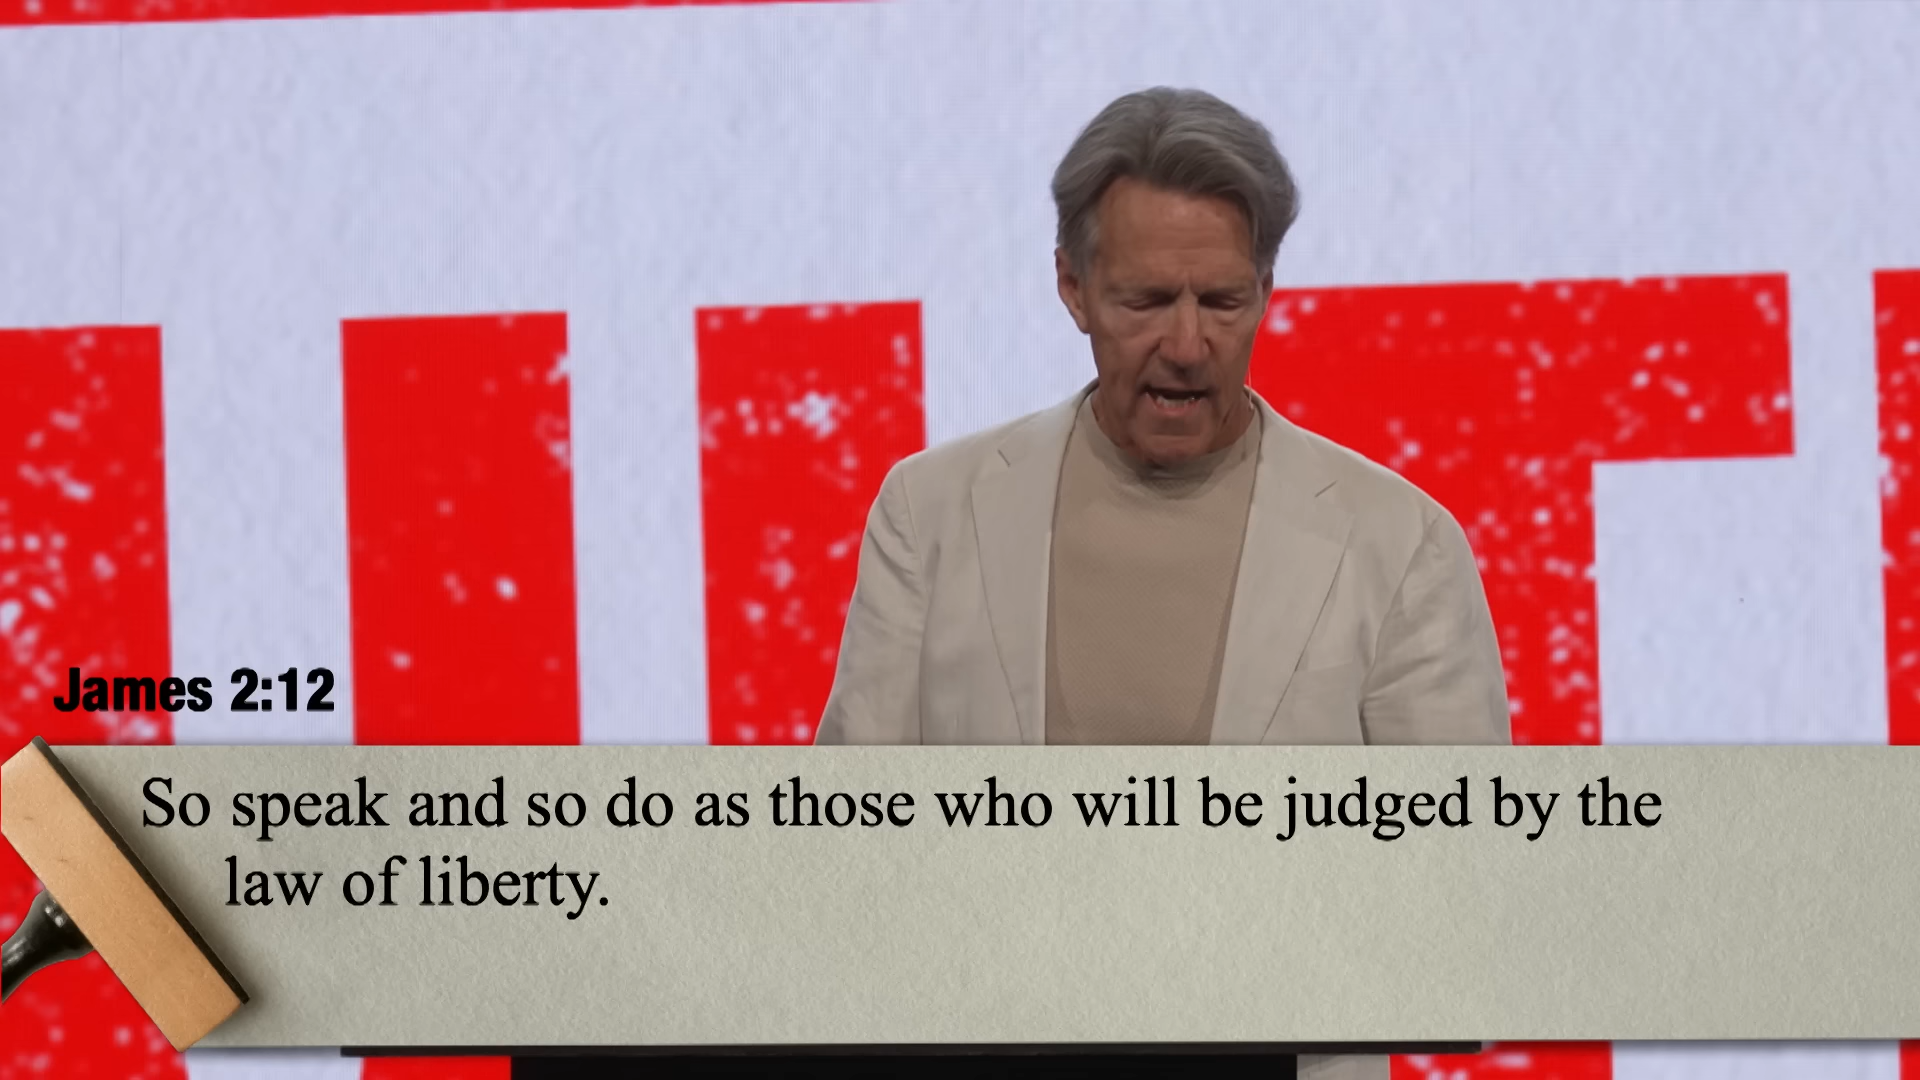 James 2:12
So speak and so do as those who will be judged by the
law of liberty.